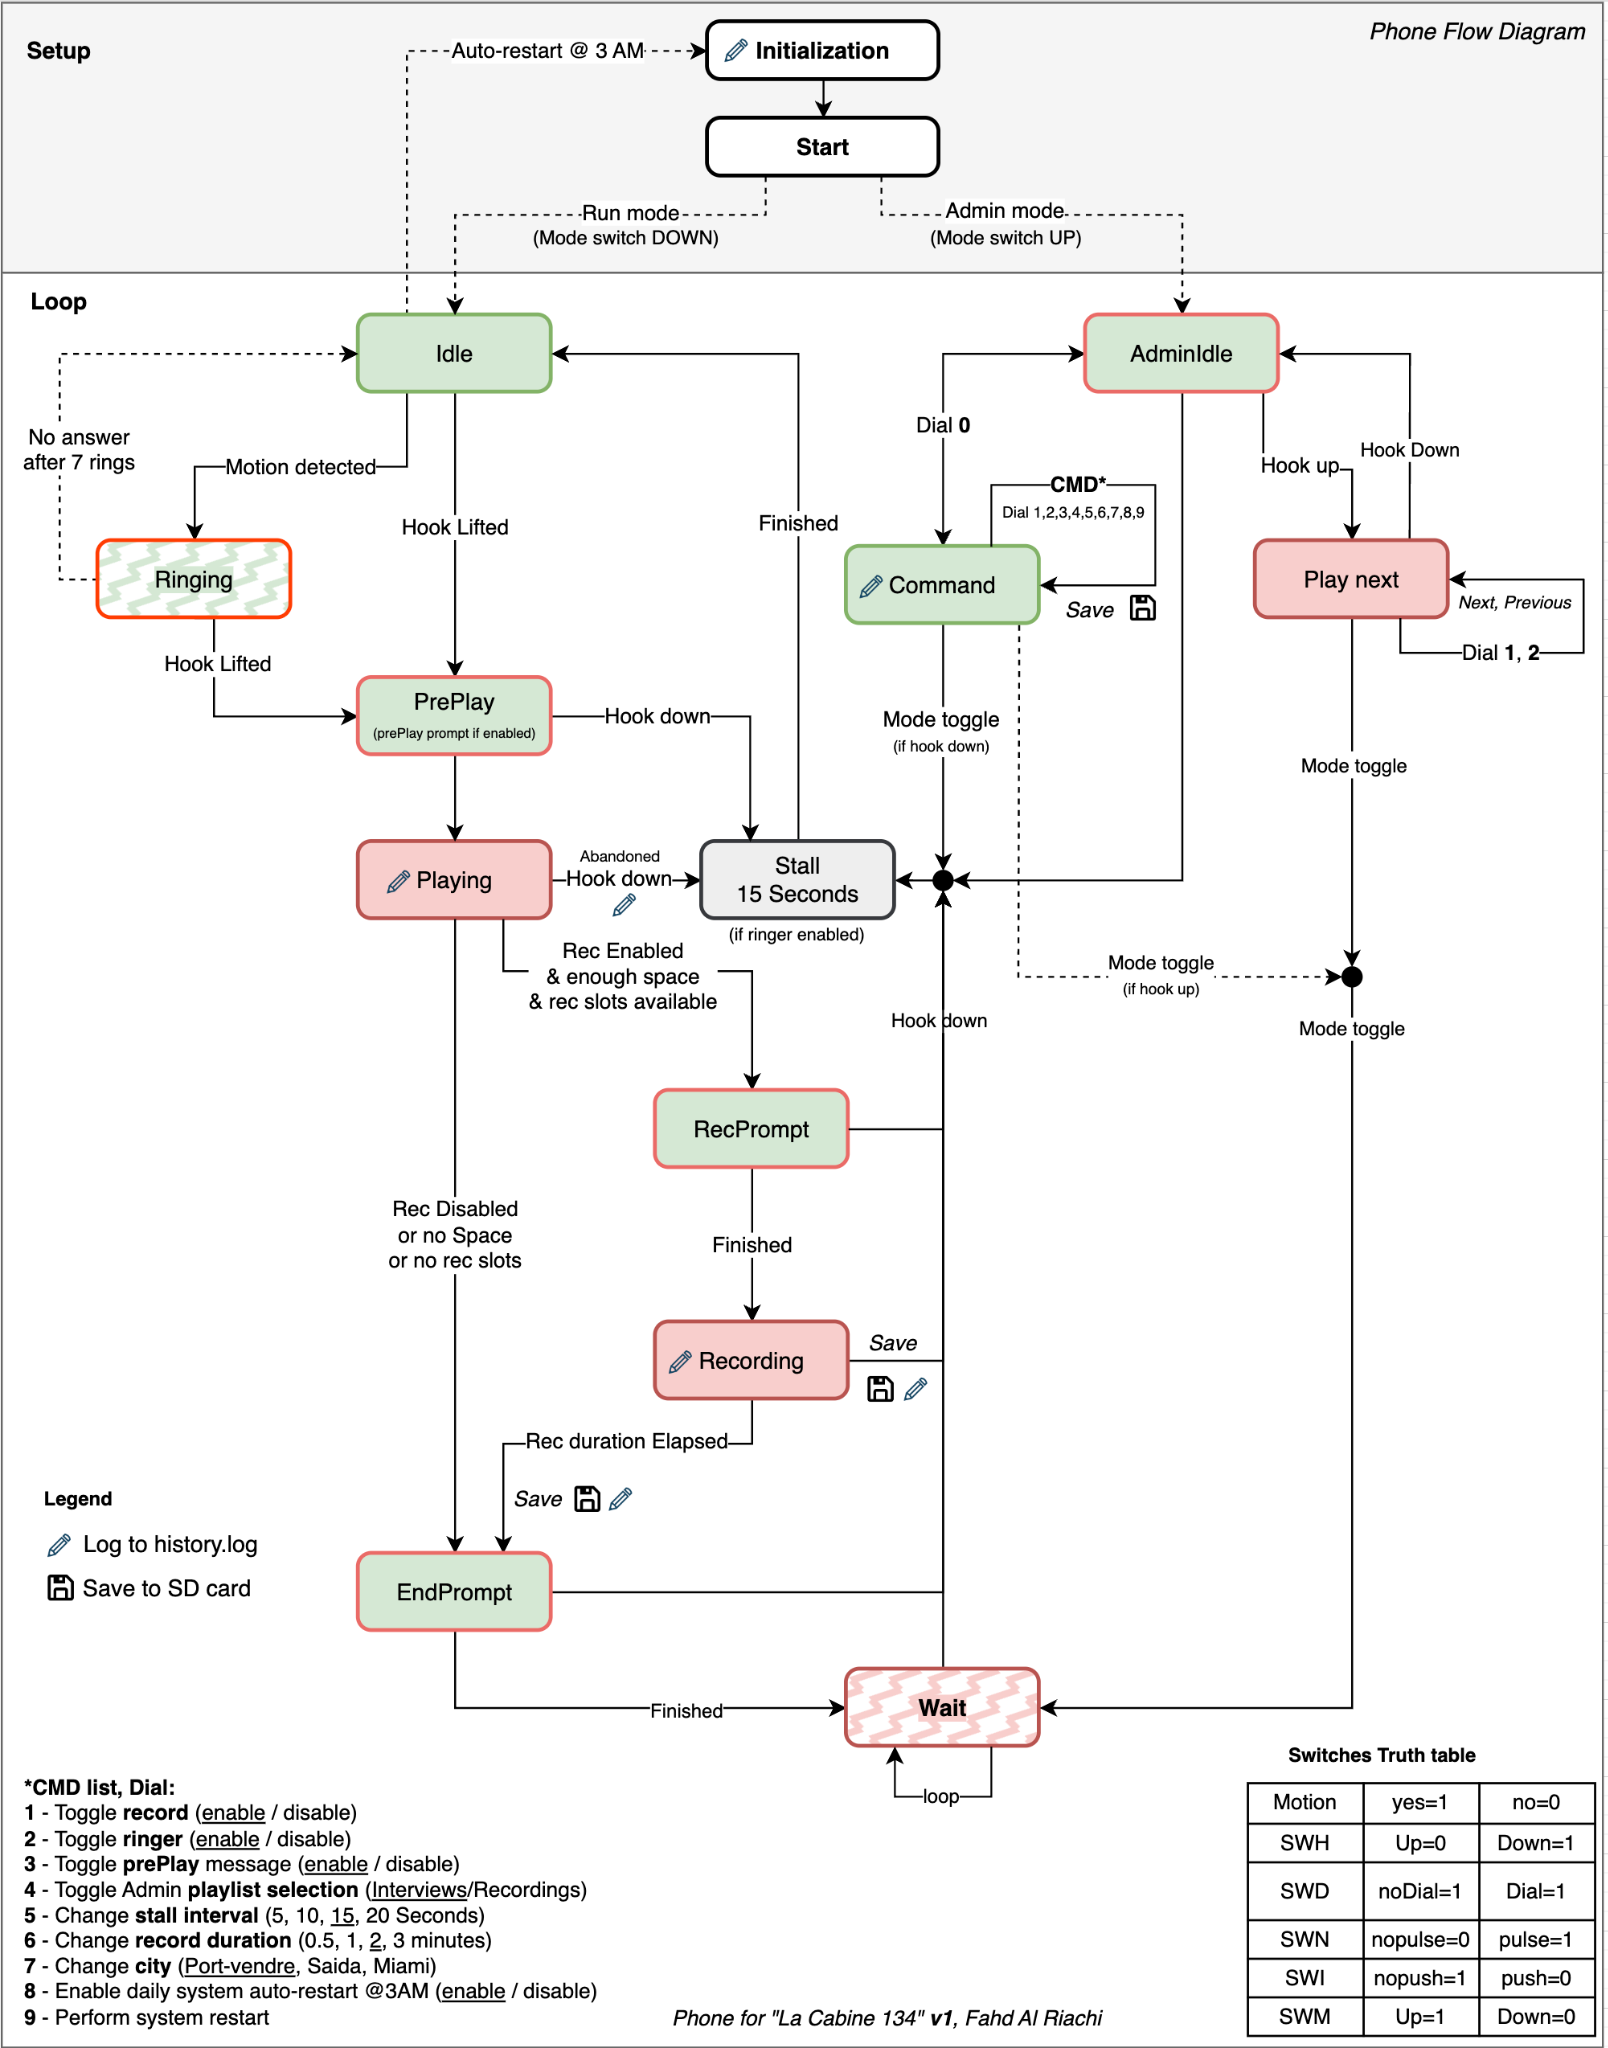 Phone Flow Diagram
Setup
Auto-restart @ 3 AM
Initialization
Start
Run mode
(Mode switch DOWN)
Admin mode
(Mode switch UP)
Loop
Idle
AdminIdle
No answer
after 7 rings
Motion detected
Hook Lifted
Finished
Dial 0
CMD*
Dial 1,2,3,4,5,6,7,8,9
Hook up
Hook Down
Ringing
Command
Save
Play next
Next, Previous
Dial 1, 2
Hook Lifted
PrePlay
(prePlay prompt if enabled)
Hook down
Mode toggle
(if hook down)
Mode toggle
Playing
Abandoned
Hook down
Stall
15 Seconds
(if ringer enabled)
Rec Enabled
& enough space
& rec slots available
Mode toggle
(if hook up)
Hook down
Mode toggle
RecPrompt
Rec Disabled
or no Space
or no rec slots
Finished
Recording
Save
Rec duration Elapsed
Save
Legend
Log to history.log
Save to SD card
EndPrompt
Finished
Wait
loop
*CMD list, Dial:
1 - Toggle record (enable / disable)
2 - Toggle ringer (enable / disable)
3 - Toggle prePlay message (enable / disable)
4 - Toggle Admin playlist selection (Interviews/Recordings)
5 - Change stall interval (5, 10, 15, 20 Seconds)
6 - Change record duration (0.5, 1, 2, 3 minutes)
7 - Change city (Port-vendre, Saida, Miami)
8 - Enable daily system auto-restart @3AM (enable / disable)
9 - Perform system restart
Phone for "La Cabine 134" v1, Fahd Al Riachi
Switches Truth table
Motion yes=1 no=0
SWH Up=0 Down=1
SWD noDial=1 Dial=1
SWN nopulse=0 pulse=1
SWI nopush=1 push=0
SWM Up=1 Down=0